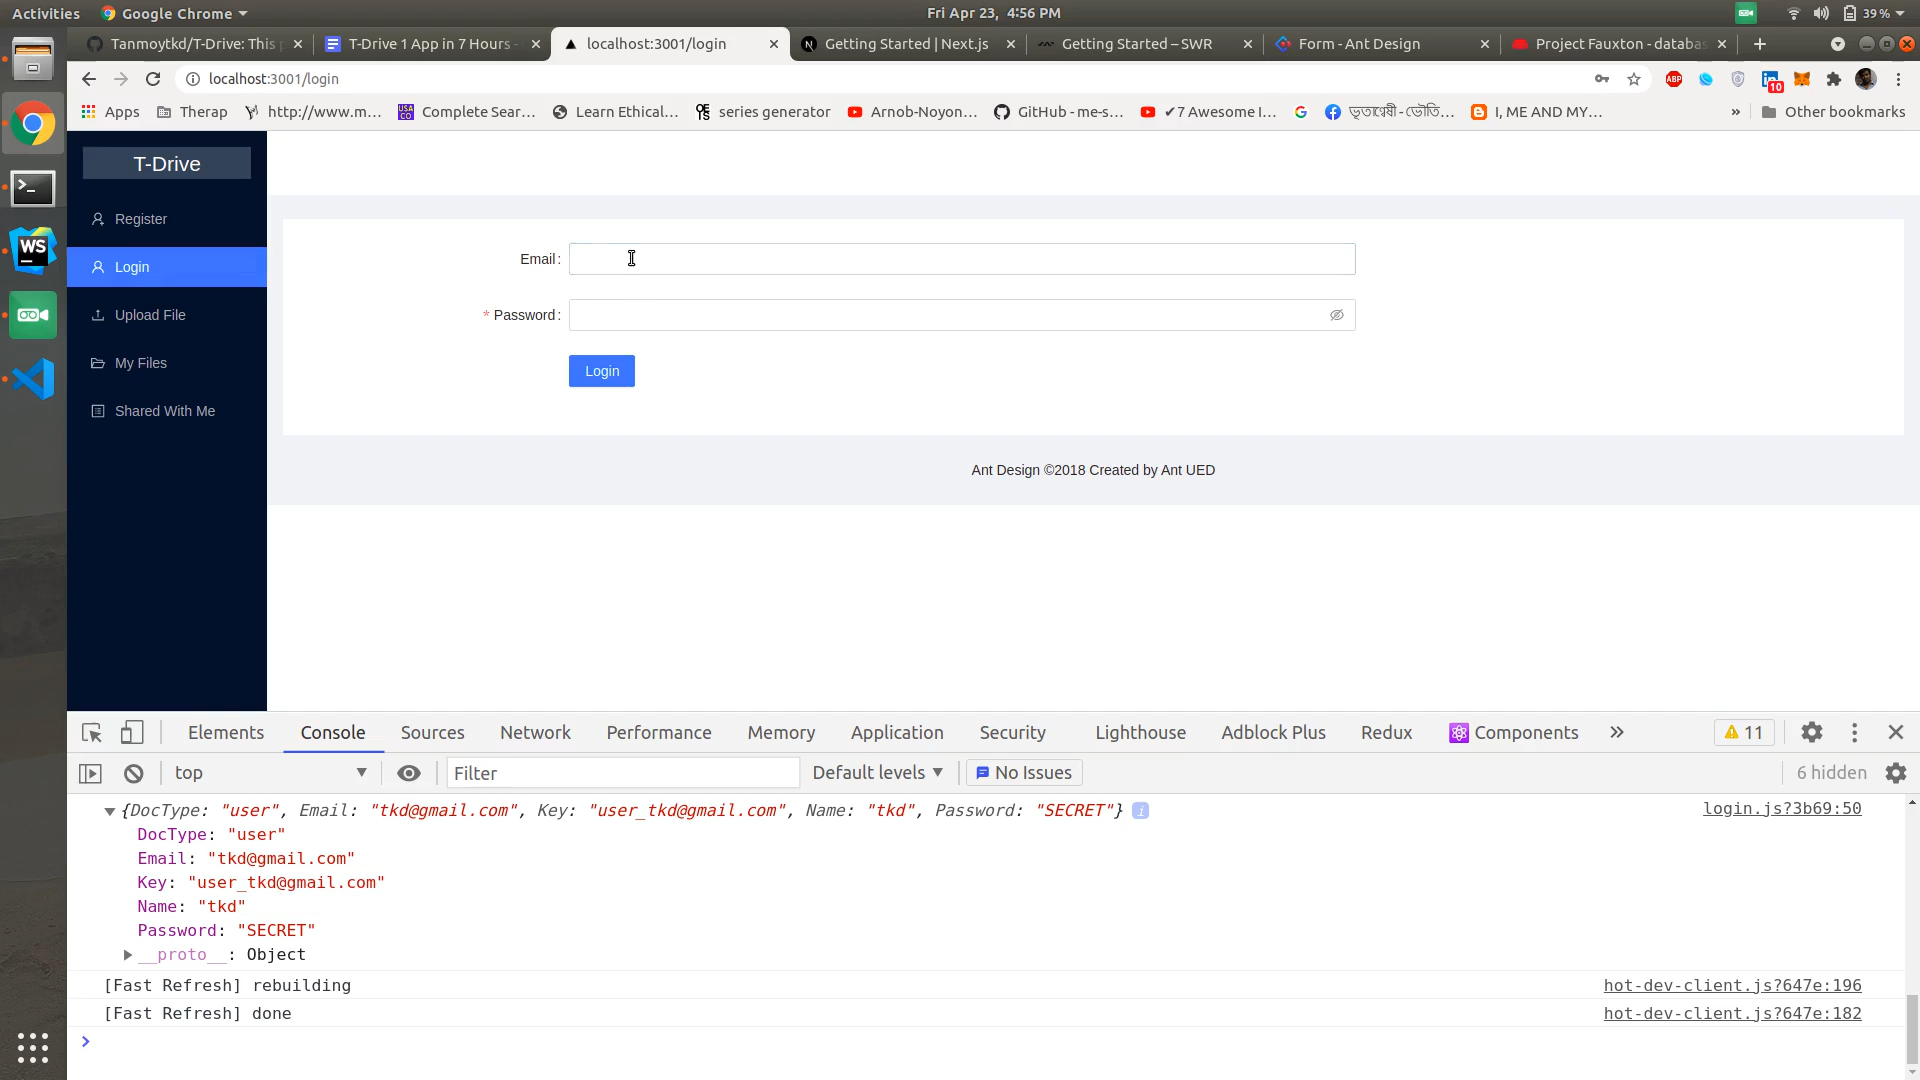 Activities Google Chrome Fri Apr 23, 4:56 PM 39%
Tanmoytkd/T-Drive: This p T-Drive 1 App in 7 Hours - localhost:3001/login Getting Started | Next.js Getting Started – SWR Form - Ant Design Project Fauxton - databas
localhost:3001/login ABP in 10
Apps Therap http://www.m... USA CO Complete Sear... Learn Ethical... series generator Arnob-Noyon... GitHub - me-s... ✔7 Awesome I... ভূতান্বেষী - ভৌতি... I, ME AND MY... » Other bookmarks
T-Drive
Register
Login
Upload File
My Files
Shared With Me
WS
Email:
* Password:
Login
Ant Design ©2018 Created by Ant UED
Elements Console Sources Network Performance Memory Application Security Lighthouse Adblock Plus Redux Components » 11
top Filter Default levels No Issues 6 hidden
{DocType: "user", Email: "tkd@gmail.com", Key: "user_tkd@gmail.com", Name: "tkd", Password: "SECRET"} i login.js?3b69:50
DocType: "user"
Email: "tkd@gmail.com"
Key: "user_tkd@gmail.com"
Name: "tkd"
Password: "SECRET"
__proto__: Object
[Fast Refresh] rebuilding hot-dev-client.js?647e:196
[Fast Refresh] done hot-dev-client.js?647e:182